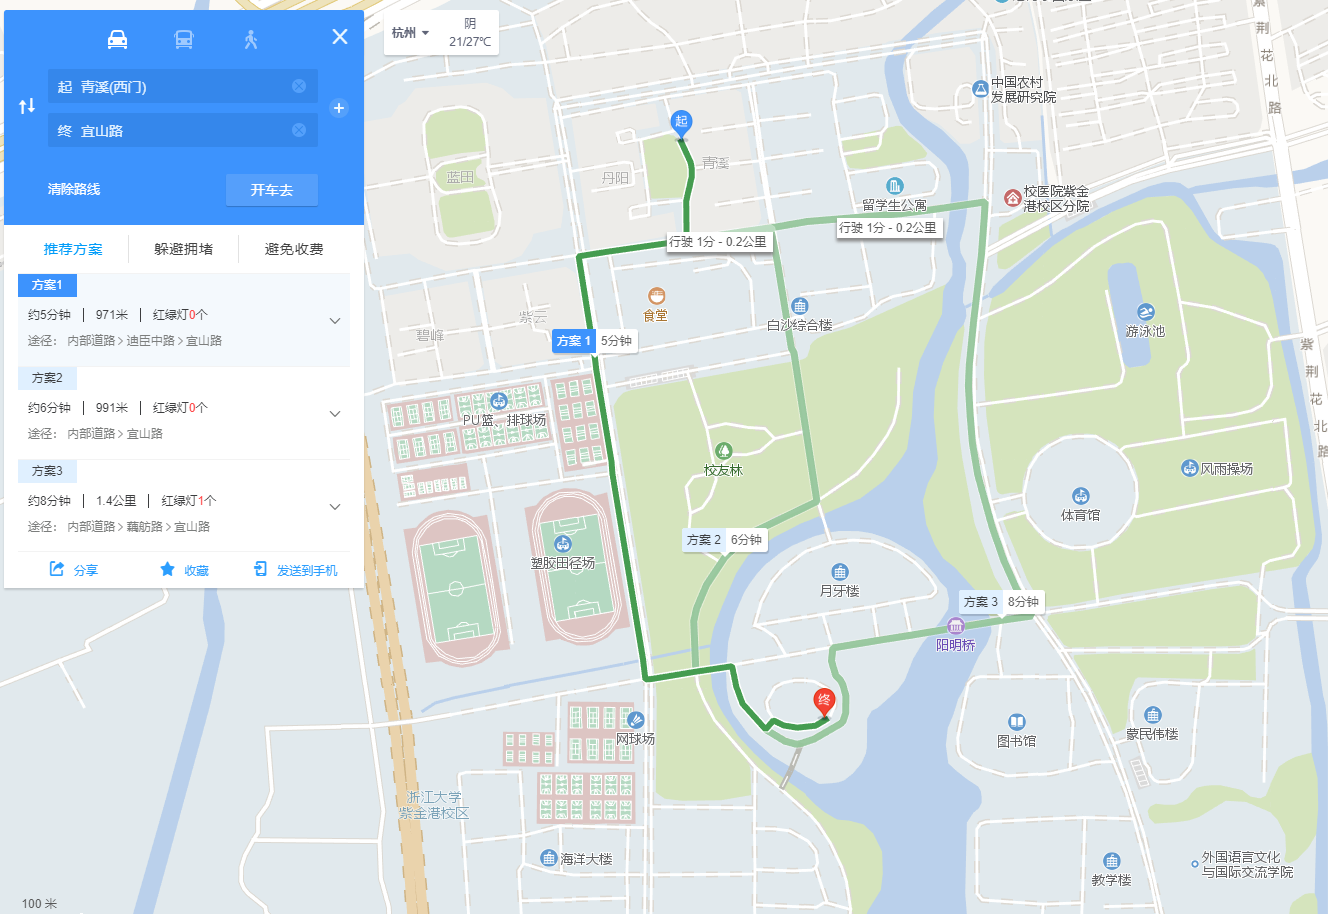 起 青溪(西门)
终 宜山路
清除路线
开车去
推荐方案
躲避拥堵
避免收费
方案1
约5分钟 | 971米 | 红绿灯0个
途径： 内部道路 > 迪臣中路 > 宜山路
方案2
约6分钟 | 991米 | 红绿灯0个
途径： 内部道路 > 宜山路
方案3
约8分钟 | 1.4公里 | 红绿灯1个
途径： 内部道路 > 藕舫路 > 宜山路
分享
收藏
发送到手机
100 米
杭州
阴
21/27℃
中国农村
发展研究院
紫荆花北路
起
青溪
丹阳
蓝田
留学生公寓
校医院紫金
港校区分院
行驶 1分 - 0.2公里
行驶 1分 - 0.2公里
食堂
紫云
碧峰
白沙综合楼
游泳池
方案 1 5分钟
紫荆花北路
PU篮、排球场
校友林
风雨操场
体育馆
塑胶田径场
方案 2 6分钟
月牙楼
方案 3 8分钟
阳明桥
终
网球场
图书馆
蒙民伟楼
浙江大学
紫金港校区
海洋大楼
教学楼
外国语言文化
与国际交流学院